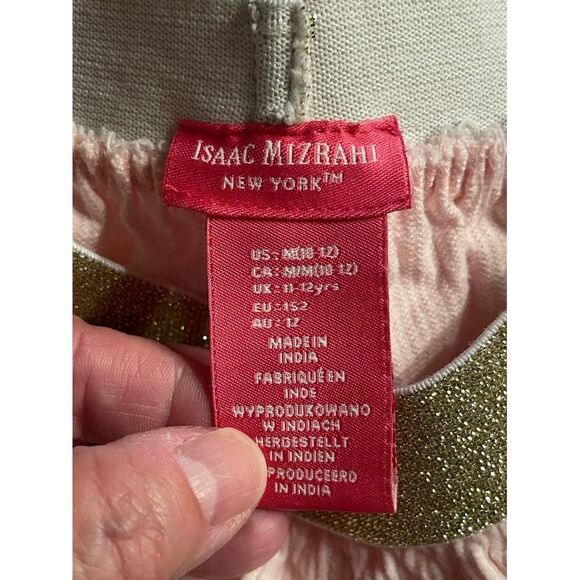 ISAAC MIZRAHI
NEW YORK™
US: M(10-12)
CA: M/M(10-12)
UK: 11-12yrs
EU: 152
AU: 12
MADE IN
INDIA
FABRIQUÉ EN
INDE
WYPRODUKOWANO
W INDIACH
HERGESTELLT
IN INDIEN
PRODUCEERD
IN INDIA